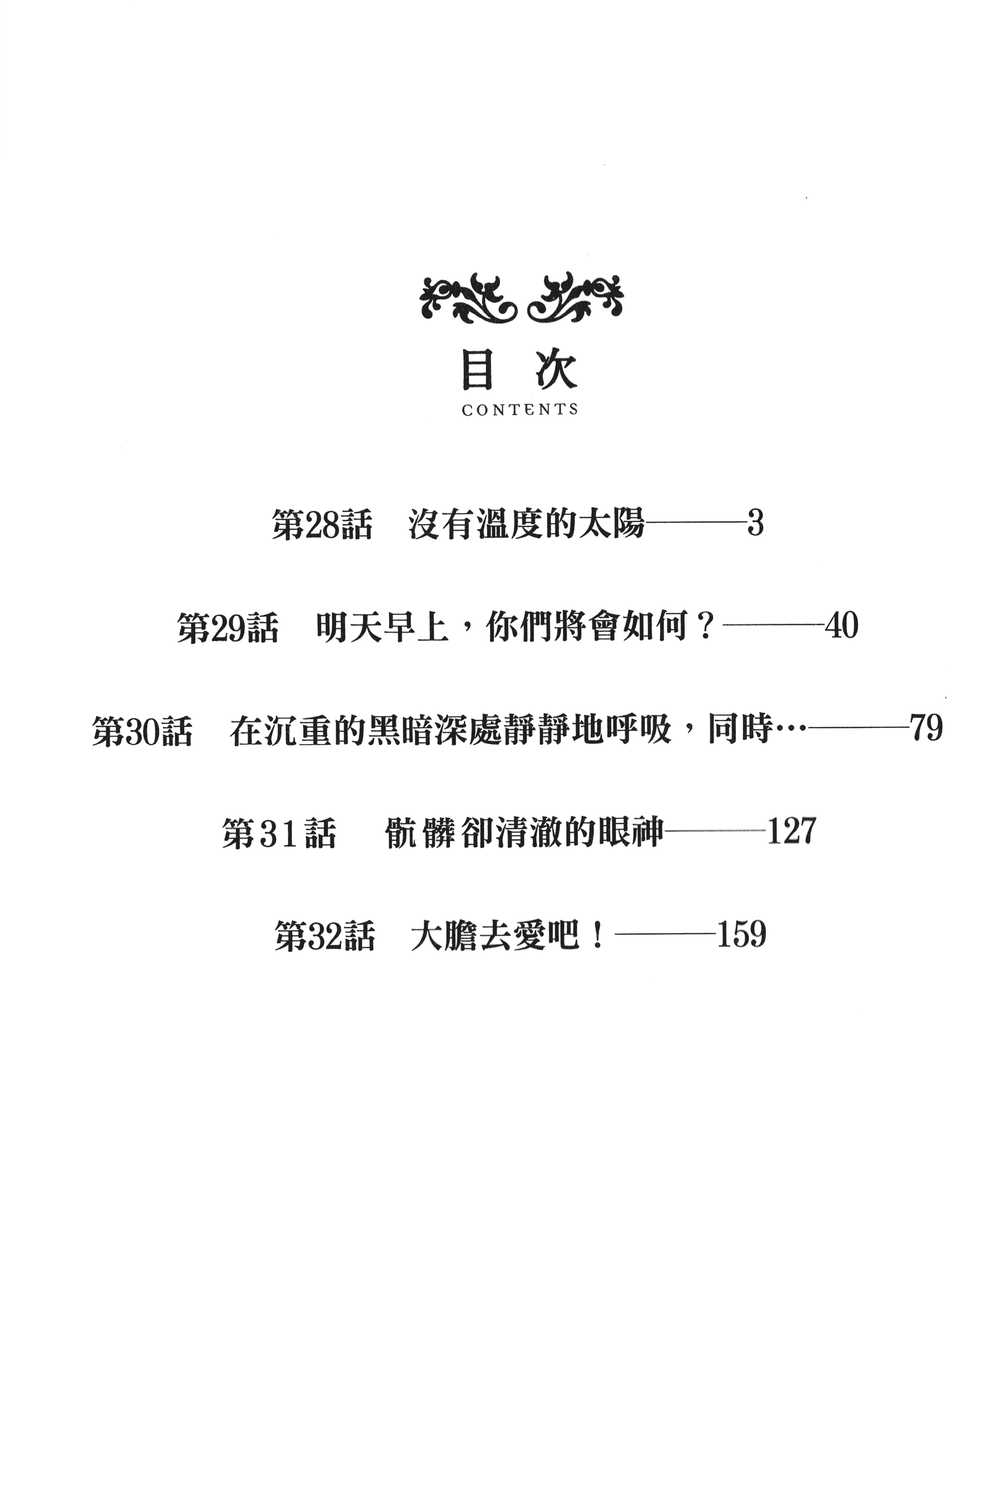 目次
CONTENTS
第28話　沒有溫度的太陽———3
第29話　明天早上，你們將會如何？———40
第30話　在沉重的黑暗深處靜靜地呼吸，同時…———79
第31話　骯髒卻清澈的眼神———127
第32話　大膽去愛吧！———159